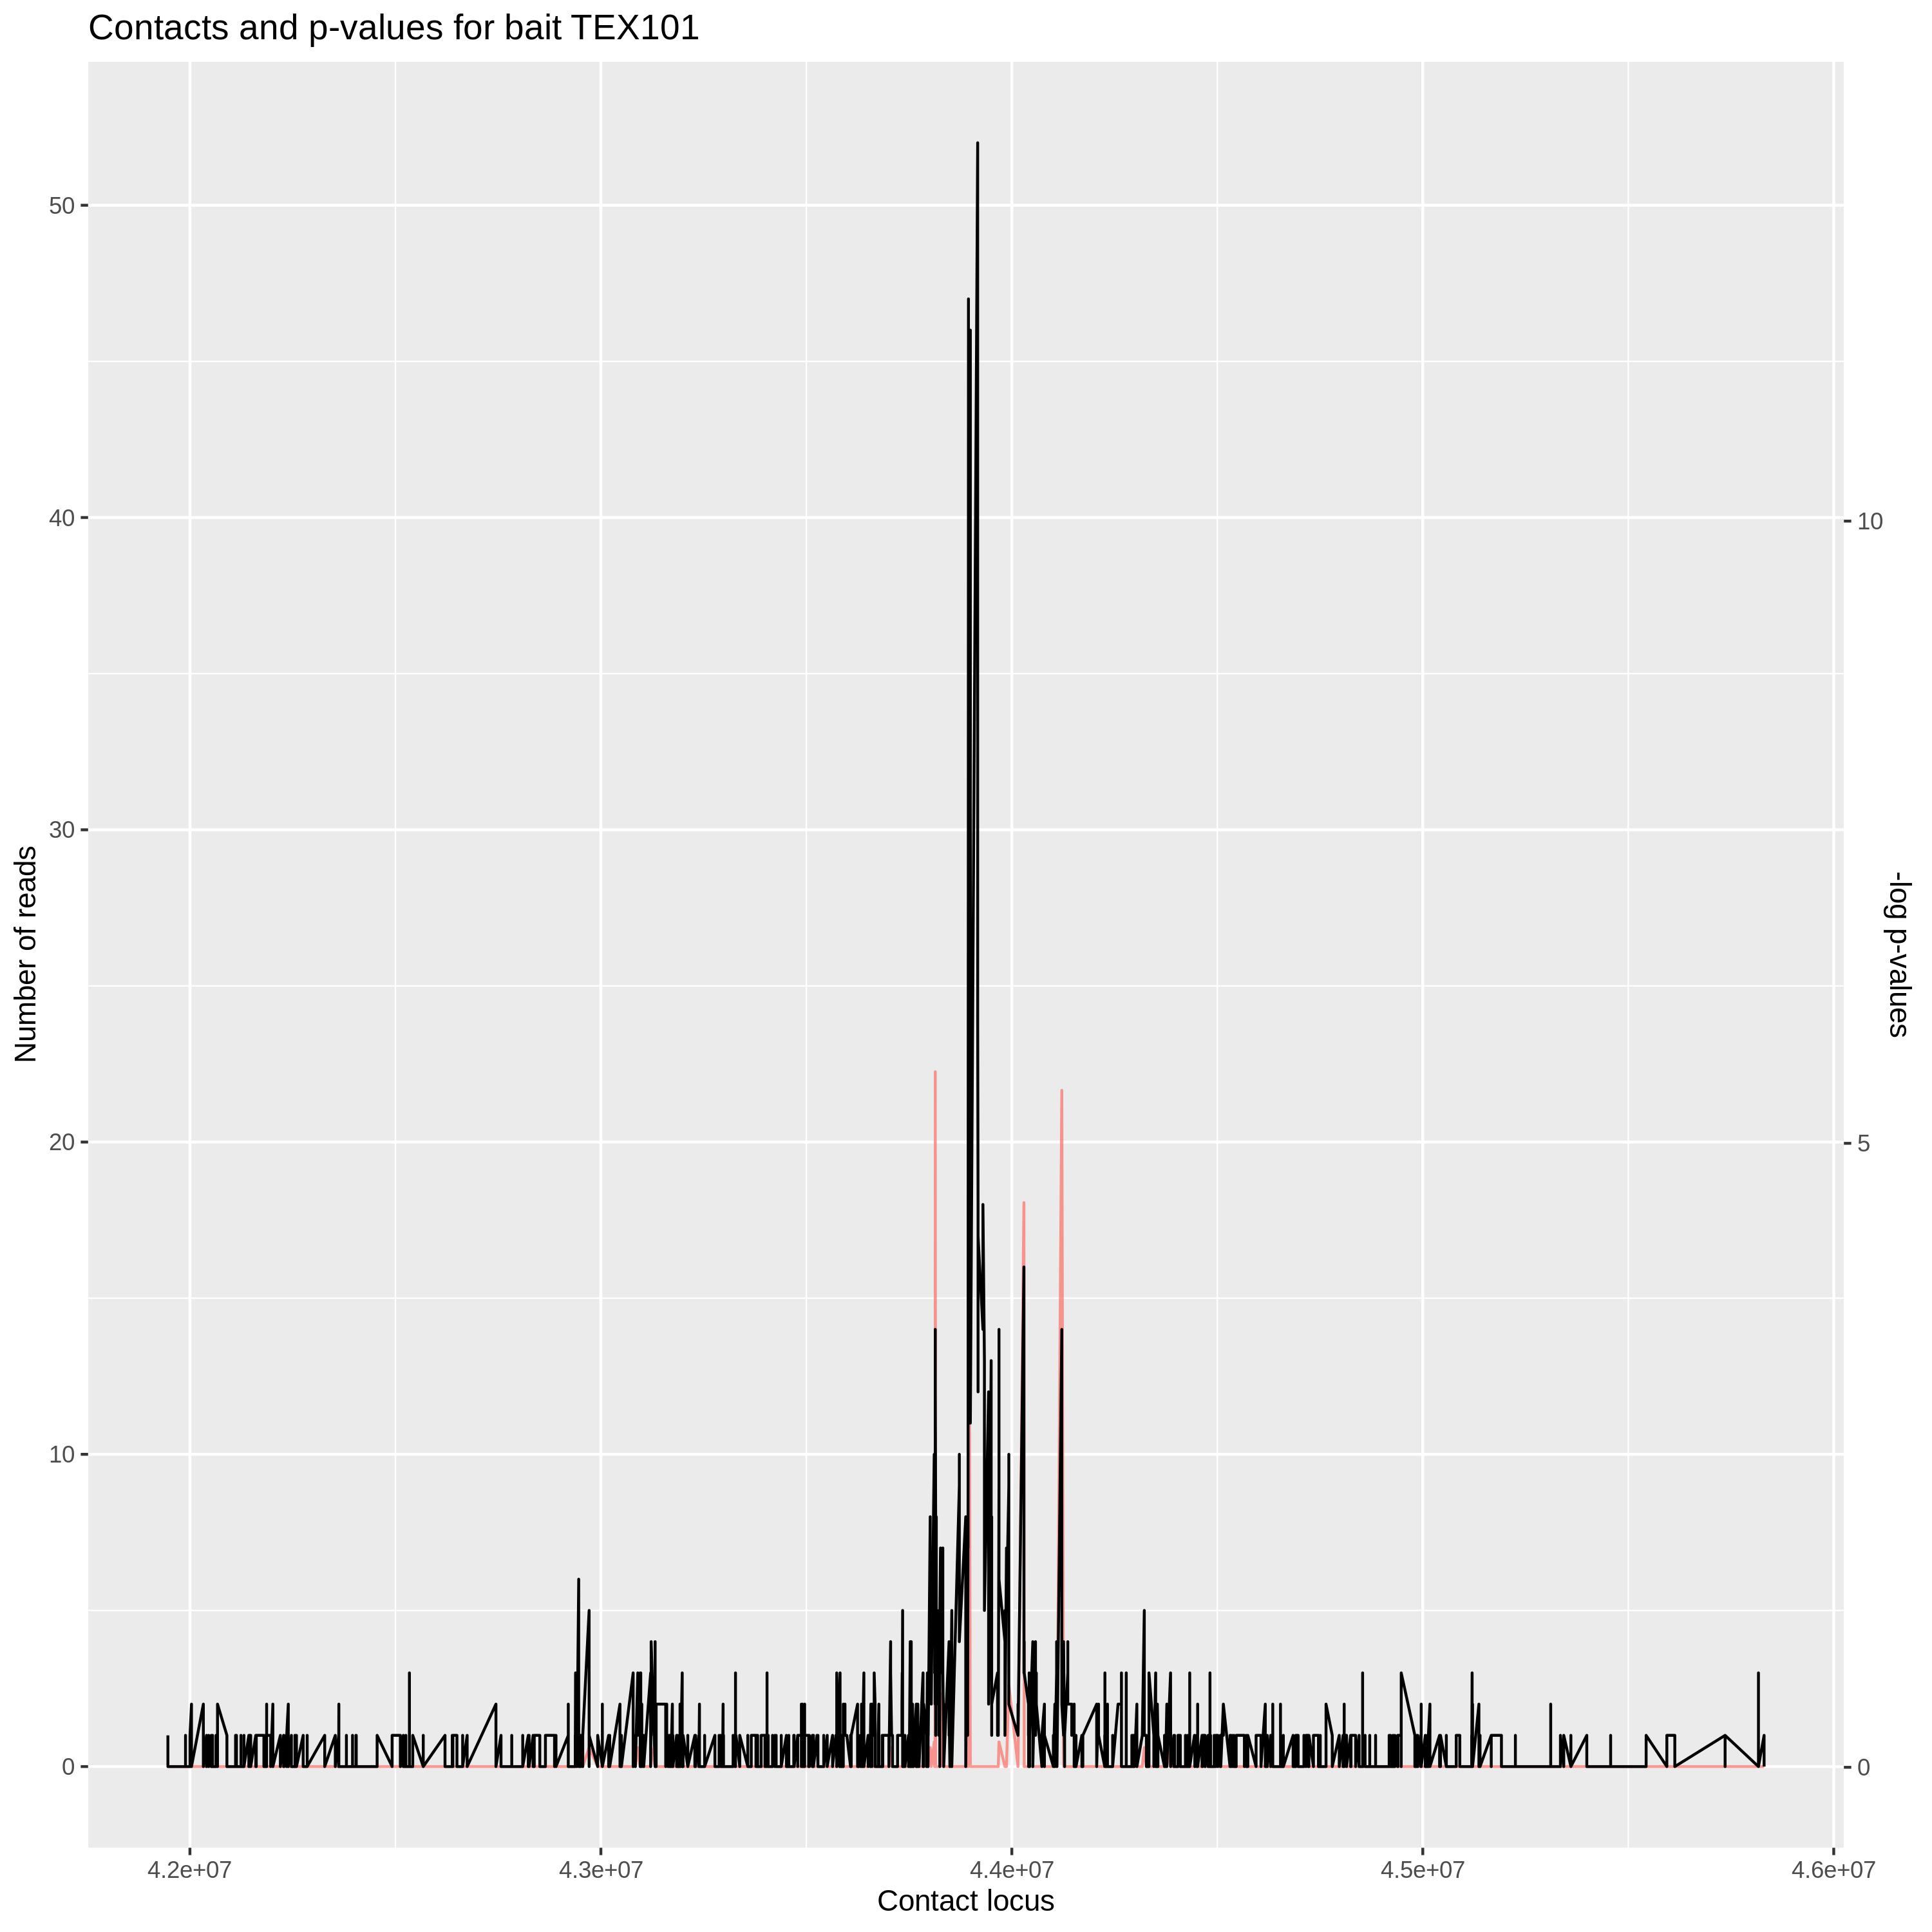 Contacts and p-values for bait TEX101
50
40
30
20
10
0
Number of reads
10
5
0
-log p-values
4.2e+07
4.3e+07
4.4e+07
4.5e+07
4.6e+07
Contact locus